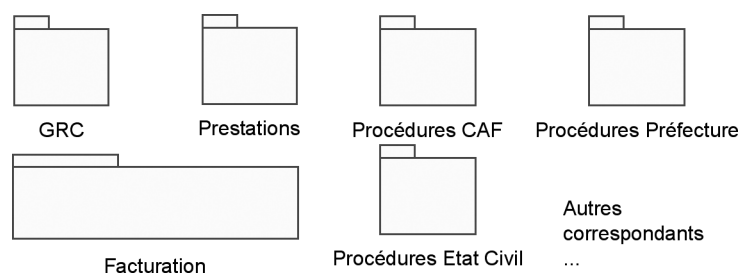 GRC
Prestations
Procédures CAF
Procédures Préfecture
Facturation
Procédures Etat Civil
Autres
correspondants
...